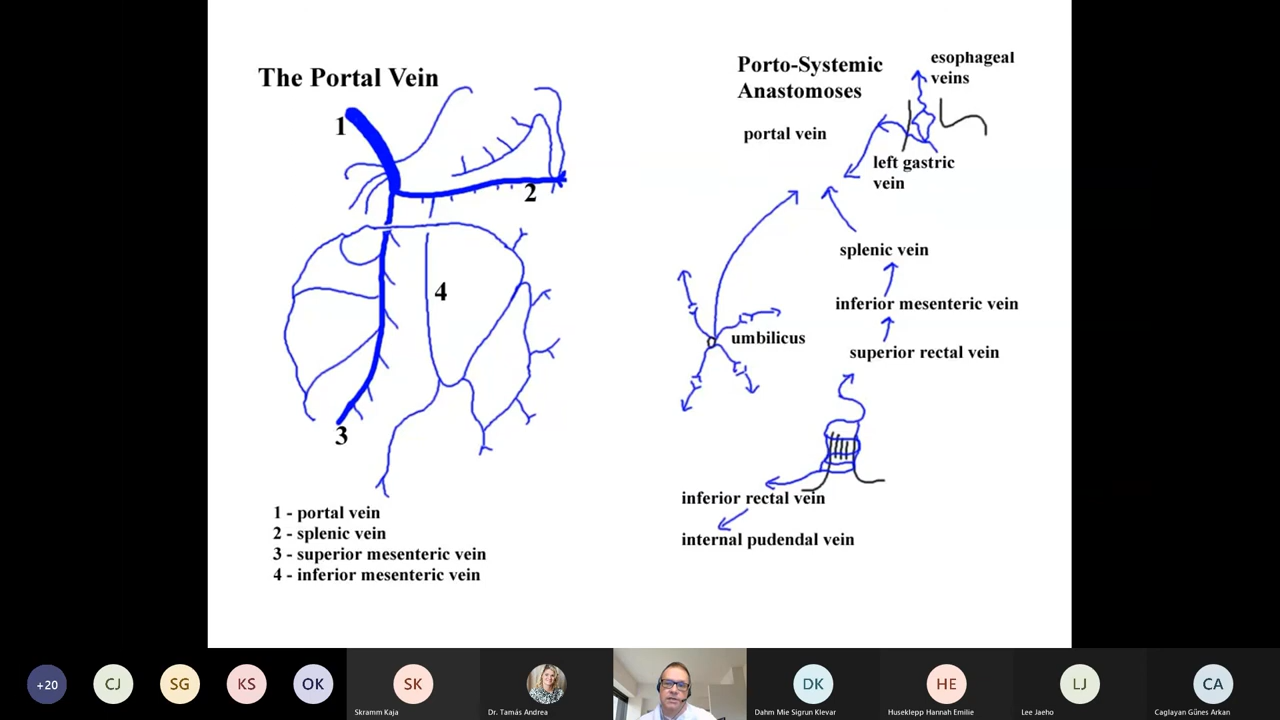 The Portal Vein
1
2
3
4
1 - portal vein
2 - splenic vein
3 - superior mesenteric vein
4 - inferior mesenteric vein
Porto-Systemic
Anastomoses
portal vein
esophageal
veins
left gastric
vein
splenic vein
inferior mesenteric vein
superior rectal vein
umbilicus
inferior rectal vein
internal pudendal vein
+20
CJ
SG
KS
OK
SK
Skramm Kaja
Dr. Tamás Andrea
DK
Dahm Mie Sigrun Klevar
HE
Huseklepp Hannah Emilie
LJ
Lee Jaeho
CA
Caglayan Günes Arkan